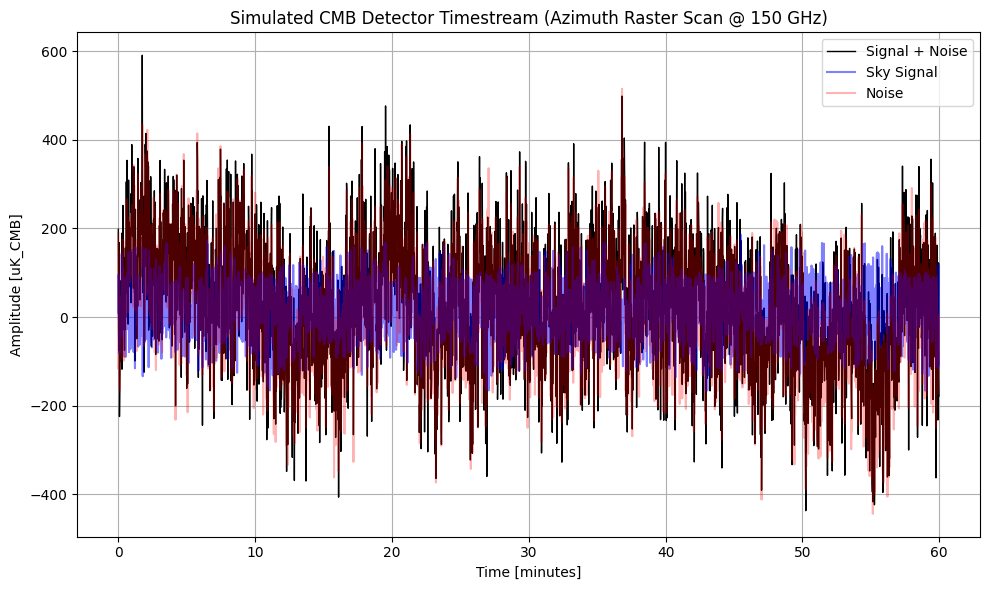 Simulated CMB Detector Timestream (Azimuth Raster Scan @ 150 GHz)
Signal + Noise
Sky Signal
Noise
Amplitude [uK_CMB]
600
400
200
0
−200
−400
0 10 20 30 40 50 60
Time [minutes]